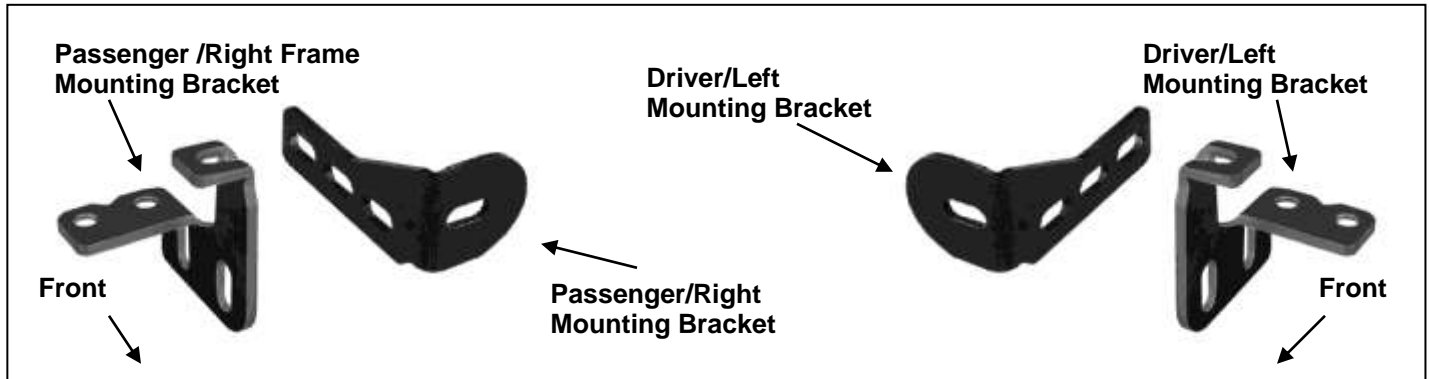 Passenger /Right Frame
Mounting Bracket
Driver/Left
Mounting Bracket
Driver/Left
Mounting Bracket
Front
Passenger/Right
Mounting Bracket
Front